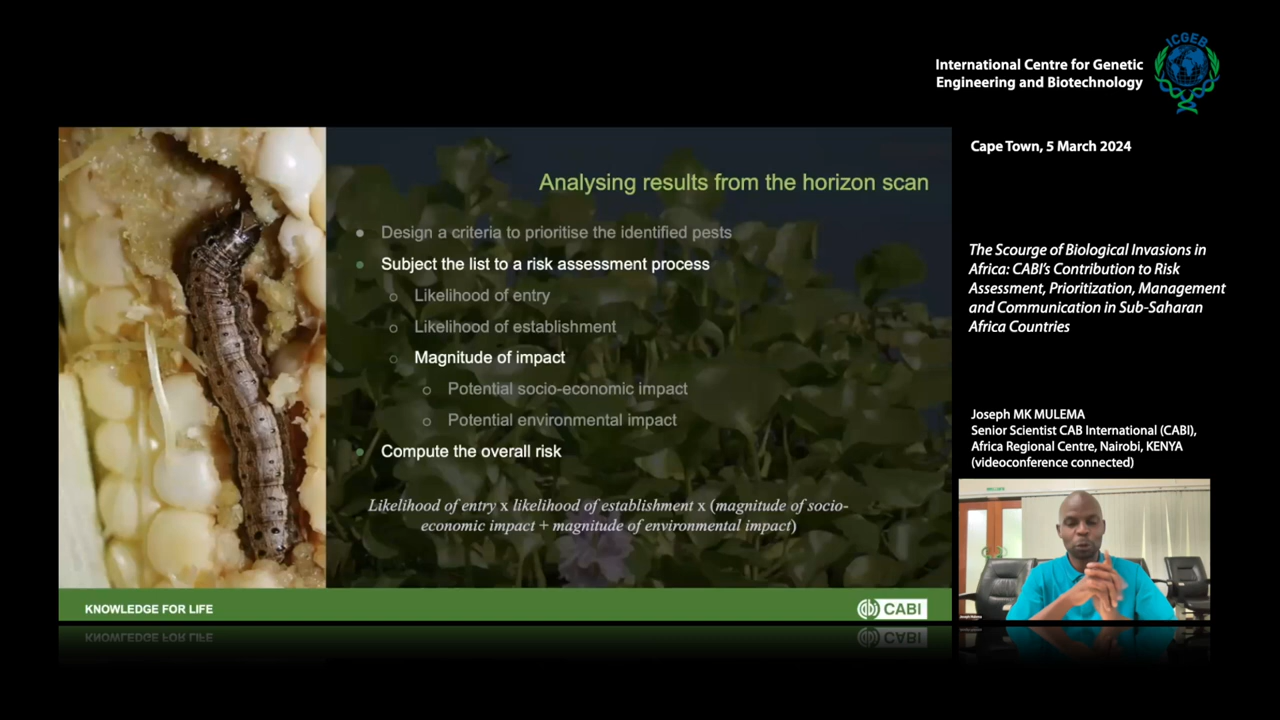 ICGEB
International Centre for Genetic
Engineering and Biotechnology
Cape Town, 5 March 2024
Analysing results from the horizon scan
Design a criteria to prioritise the identified pests
Subject the list to a risk assessment process
Likelihood of entry
Likelihood of establishment
Magnitude of impact
Potential socio-economic impact
Potential environmental impact
Compute the overall risk
Likelihood of entry x likelihood of establishment x (magnitude of socio-
economic impact + magnitude of environmental impact)
KNOWLEDGE FOR LIFE
CABI
The Scourge of Biological Invasions in
Africa: CABI's Contribution to Risk
Assessment, Prioritization, Management
and Communication in Sub-Saharan
Africa Countries
Joseph MK MULEMA
Senior Scientist CAB International (CABI),
Africa Regional Centre, Nairobi, KENYA
(videoconference connected)